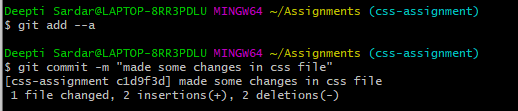 Deepti Sardar@LAPTOP-8RR3PDLU MINGW64 ~/Assignments (css-assignment)
$ git add --a
Deepti Sardar@LAPTOP-8RR3PDLU MINGW64 ~/Assignments (css-assignment)
$ git commit -m "made some changes in css file"
[css-assignment c1d9f3d] made some changes in css file
 1 file changed, 2 insertions(+), 2 deletions(-)